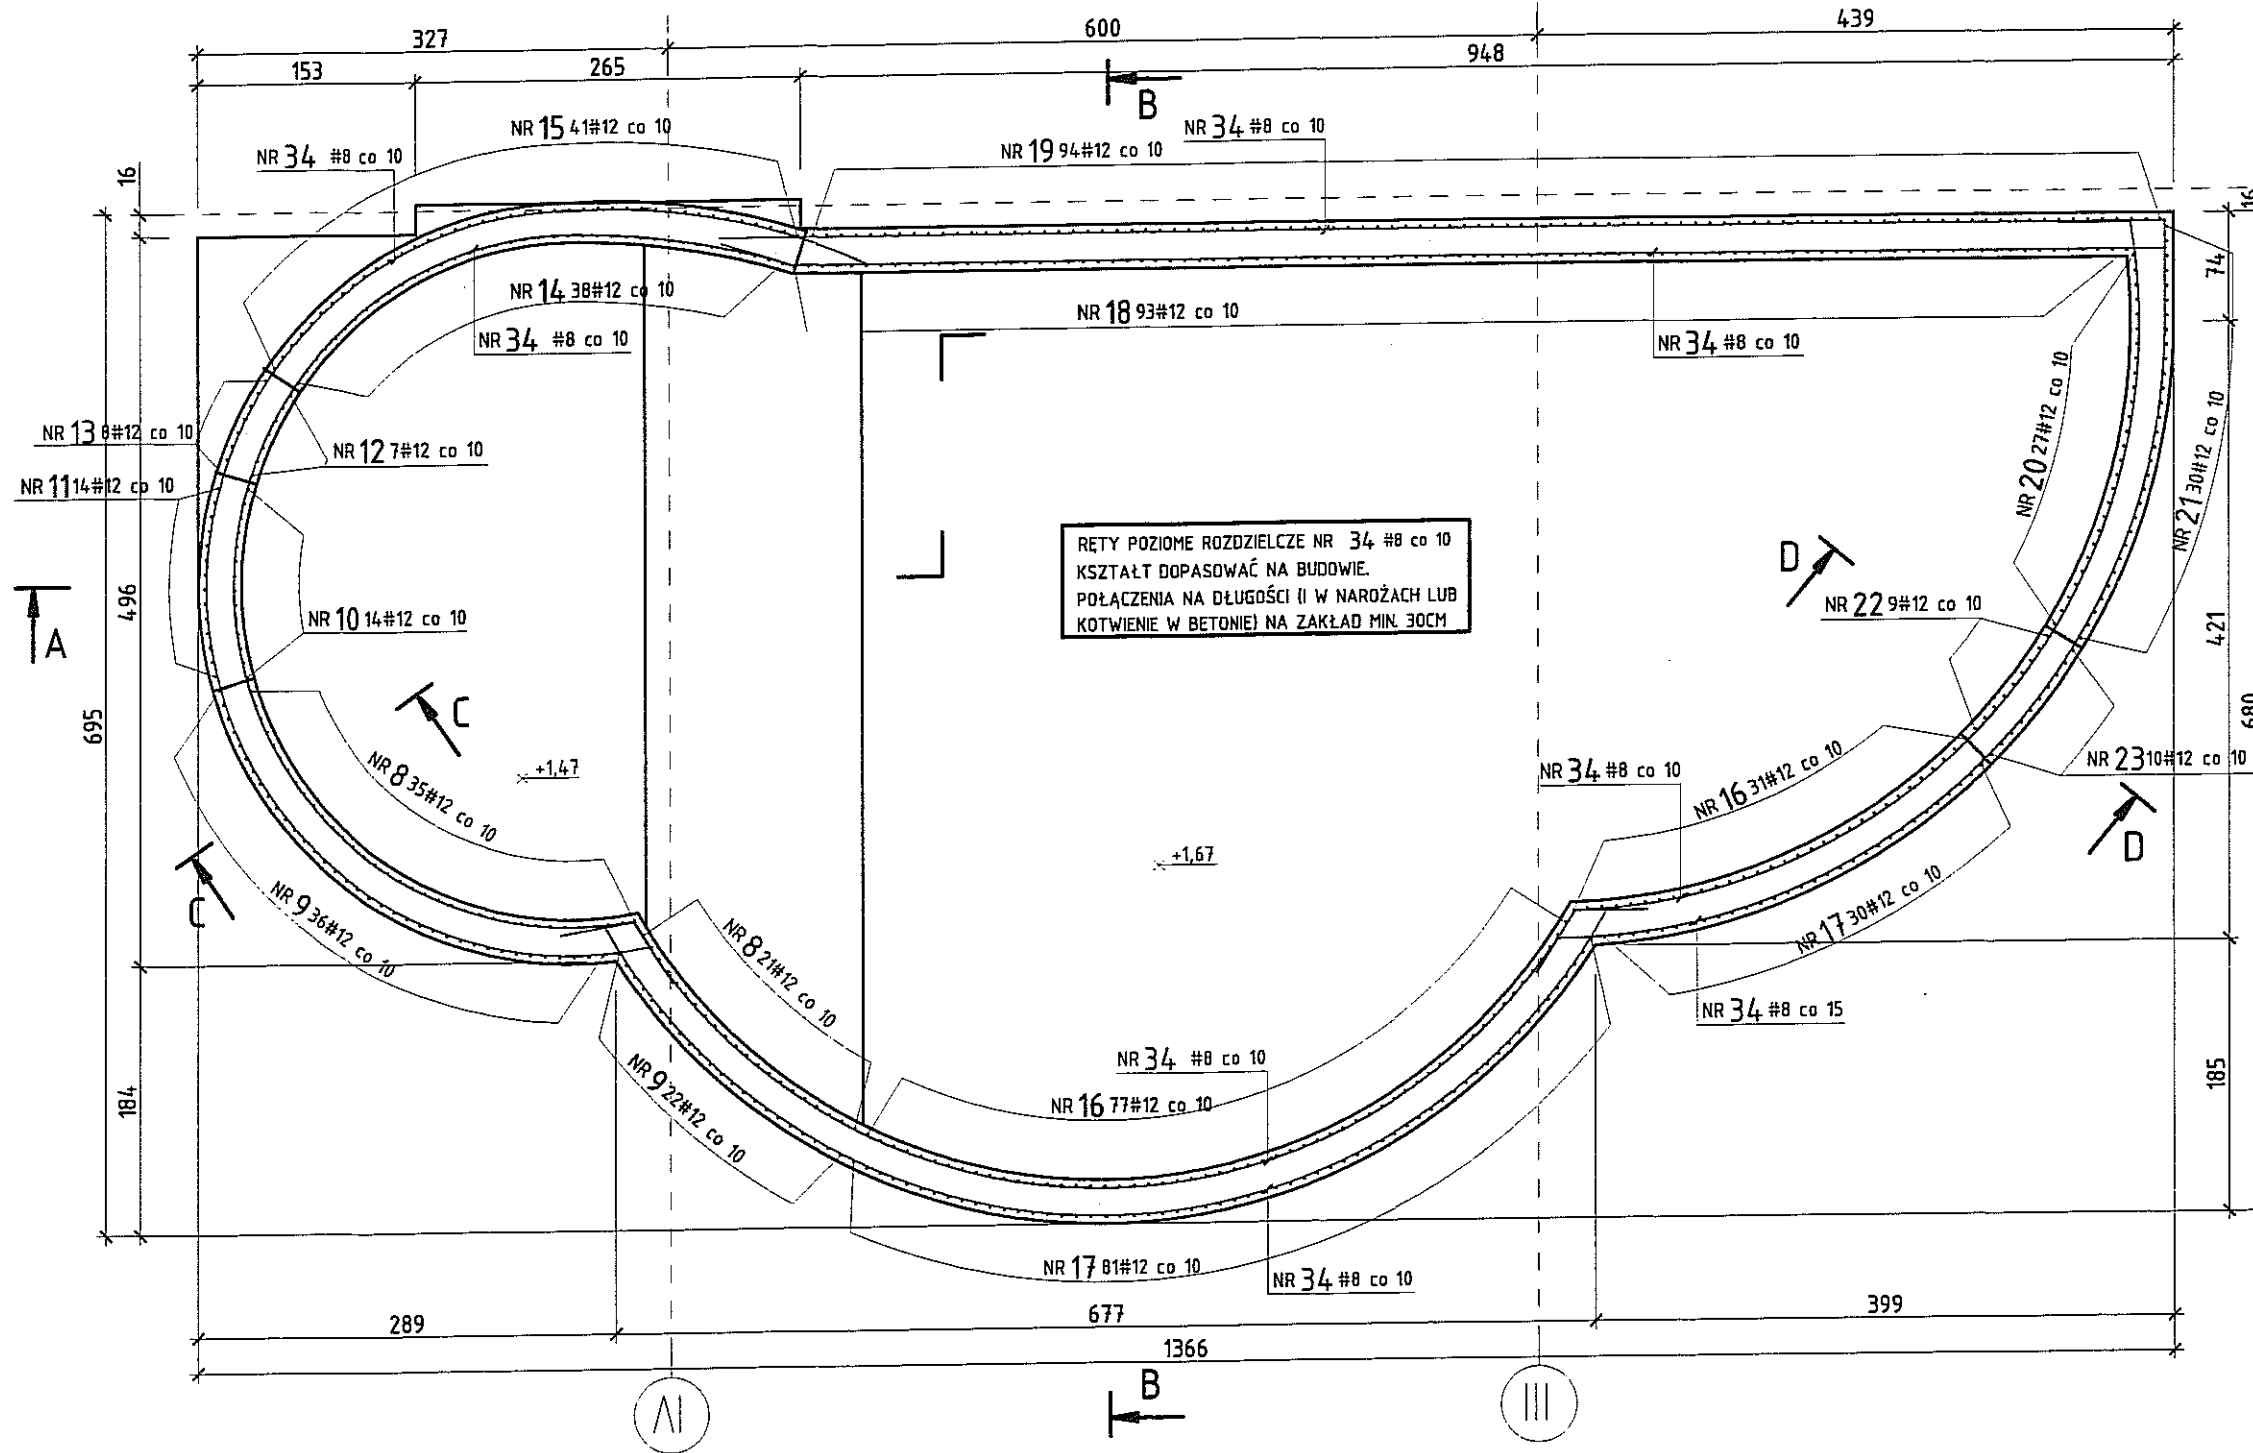 327
600
439
153
265
948
B
NR 15 41#12 co 10
NR 34 #8 co 10
NR 34 #8 co 10
NR 19 94#12 co 10
16
16
NR 14 38#12 co 10
NR 34 #8 co 10
NR 18 93#12 co 10
NR 34 #8 co 10
74
NR 13 8#12 co 10
NR 12 7#12 co 10
NR 11 14#12 co 10
NR 20 27#12 co 10
NR 21 30#12 co 10
RĘTY POZIOME ROZDZIELCZE NR 34 #8 co 10
KSZTAŁT DOPASOWAĆ NA BUDOWIE.
POŁĄCZENIA NA DŁUGOŚCI (I W NAROŻACH LUB
KOTWIENIE W BETONIE) NA ZAKŁAD MIN. 30CM
D
NR 22 9#12 co 10
496
A
NR 10 14#12 co 10
421
695
C
680
NR 8 35#12 co 10
+1,47
NR 34 #8 co 10
NR 16 31#12 co 10
NR 23 10#12 co 10
D
+1,67
C
NR 9 36#12 co 10
NR 8 21#12 co 10
NR 17 30#12 co 10
NR 34 #8 co 15
184
185
NR 9 22#12 co 10
NR 34 #8 co 10
NR 16 77#12 co 10
NR 17 81#12 co 10
NR 34 #8 co 10
289
677
399
1366
B
IV
III